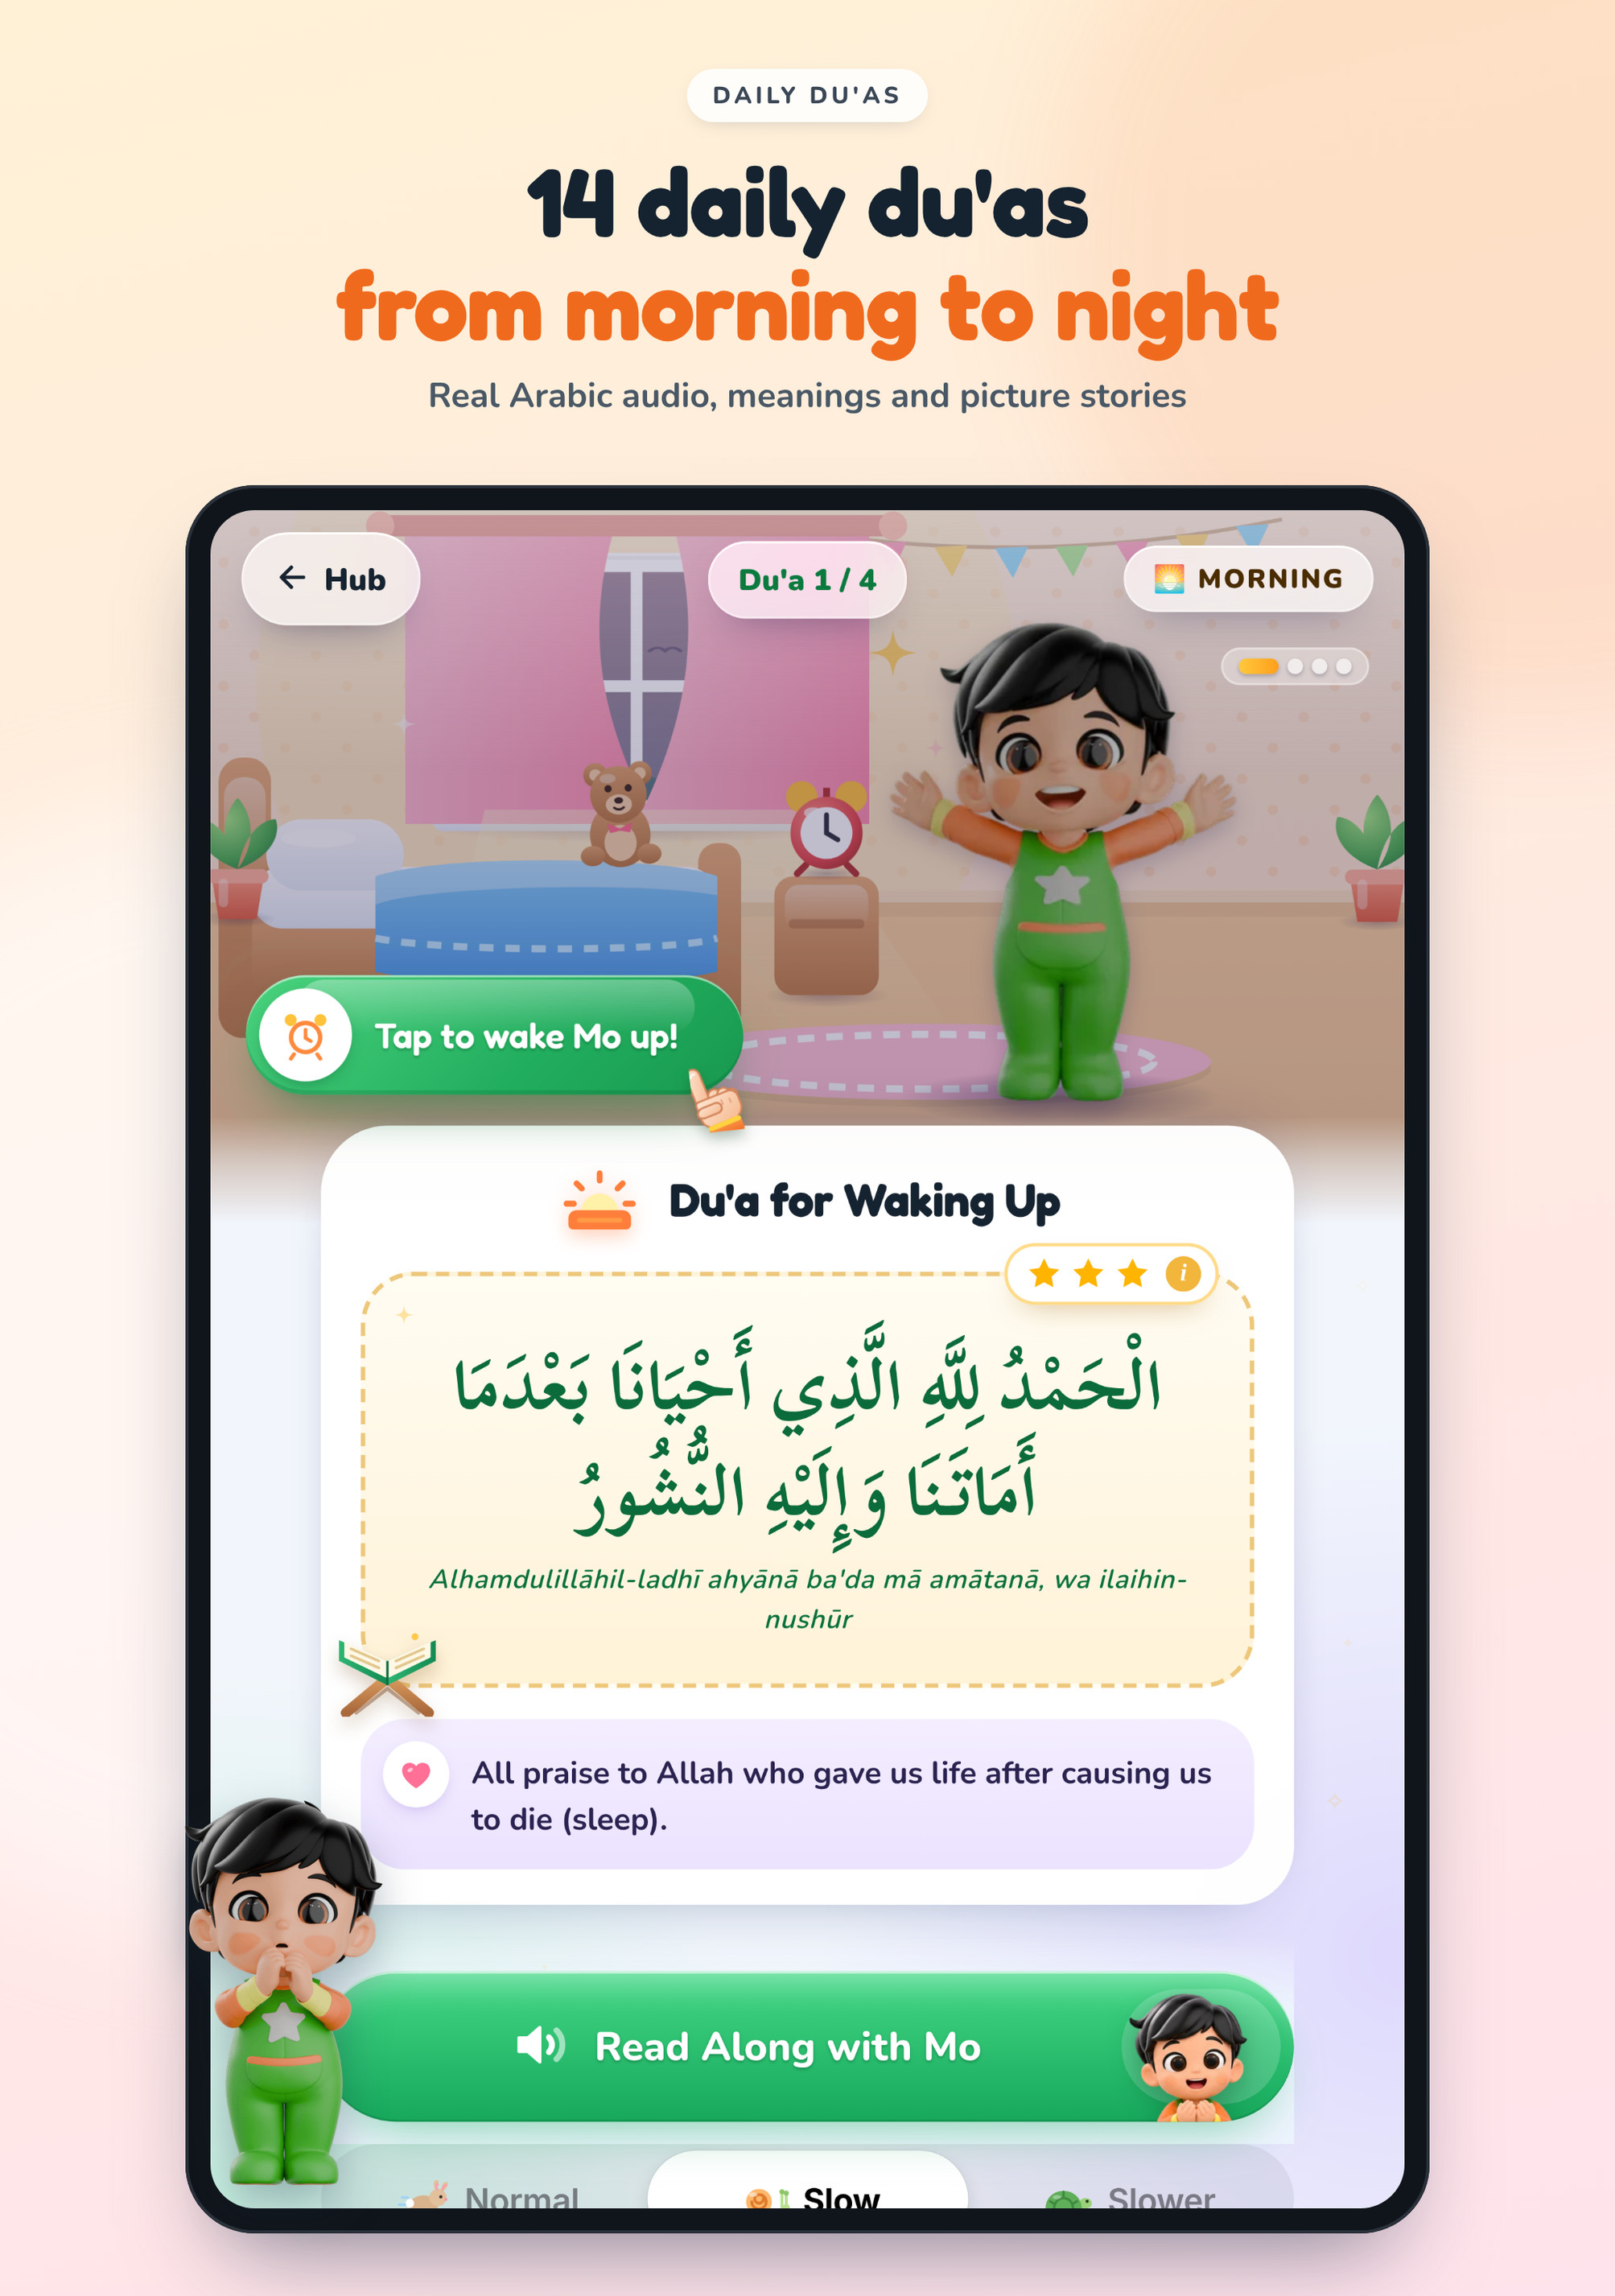 DAILY DU'AS
14 daily du'as
from morning to night
Real Arabic audio, meanings and picture stories
Hub
Du'a 1 / 4
MORNING
Tap to wake Mo up!
Du'a for Waking Up
i
الْحَمْدُ لِلَّهِ الَّذِي أَحْيَانَا بَعْدَمَا
أَمَاتَنَا وَإِلَيْهِ النُّشُورُ
Alhamdulillāhil-ladhī ahyānā ba'da mā amātanā, wa ilaihin-
nushūr
All praise to Allah who gave us life after causing us
to die (sleep).
Read Along with Mo
Normal
Slow
Slower